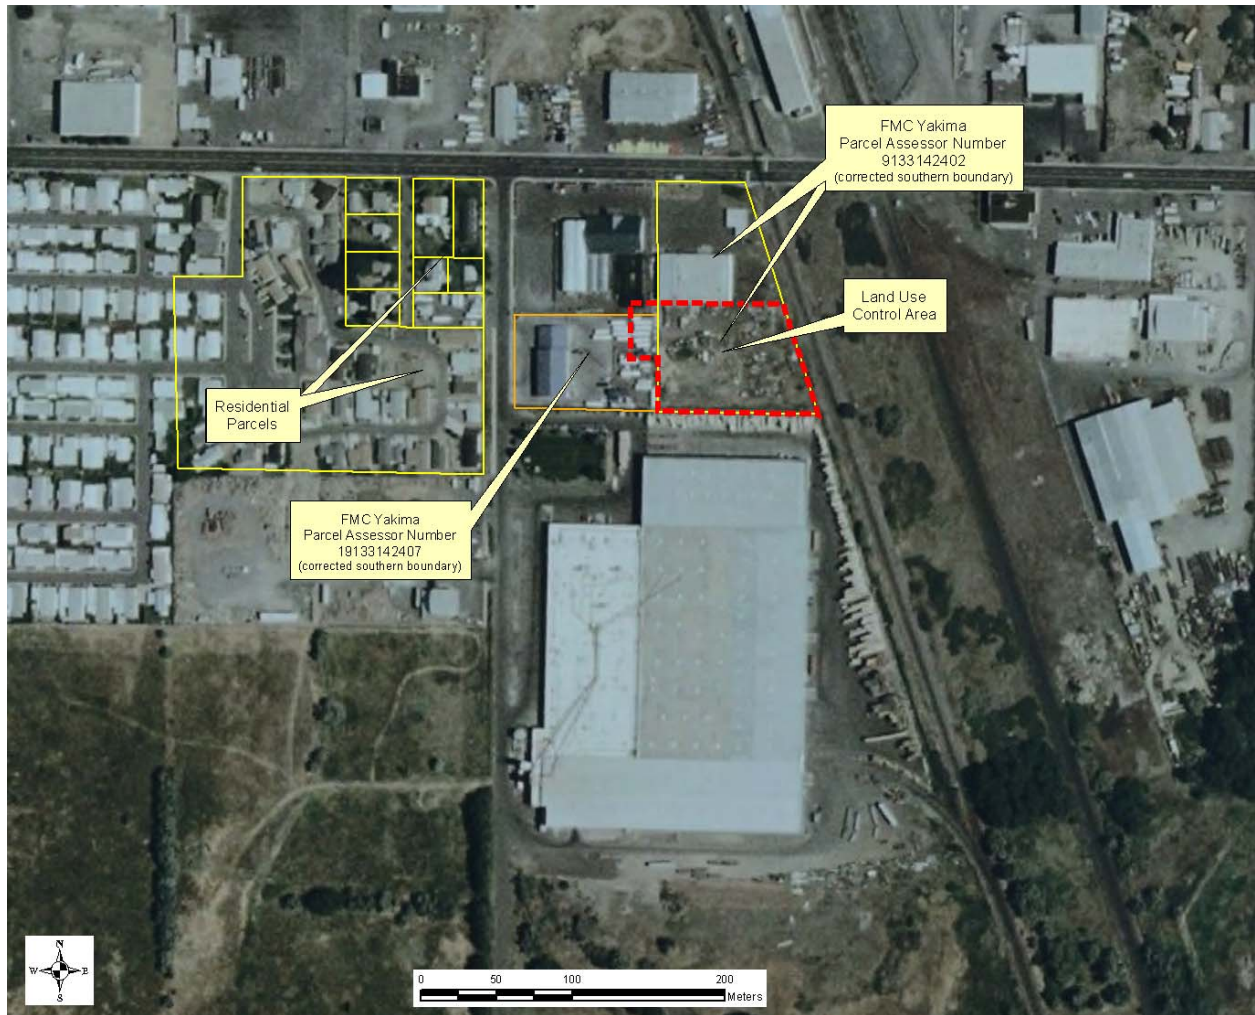 FMC Yakima
Parcel Assessor Number
9133142402
(corrected southern boundary)
Land Use
Control Area
Residential
Parcels
FMC Yakima
Parcel Assessor Number
19133142407
(corrected southern boundary)
N
W E
S
0 50 100 200
Meters